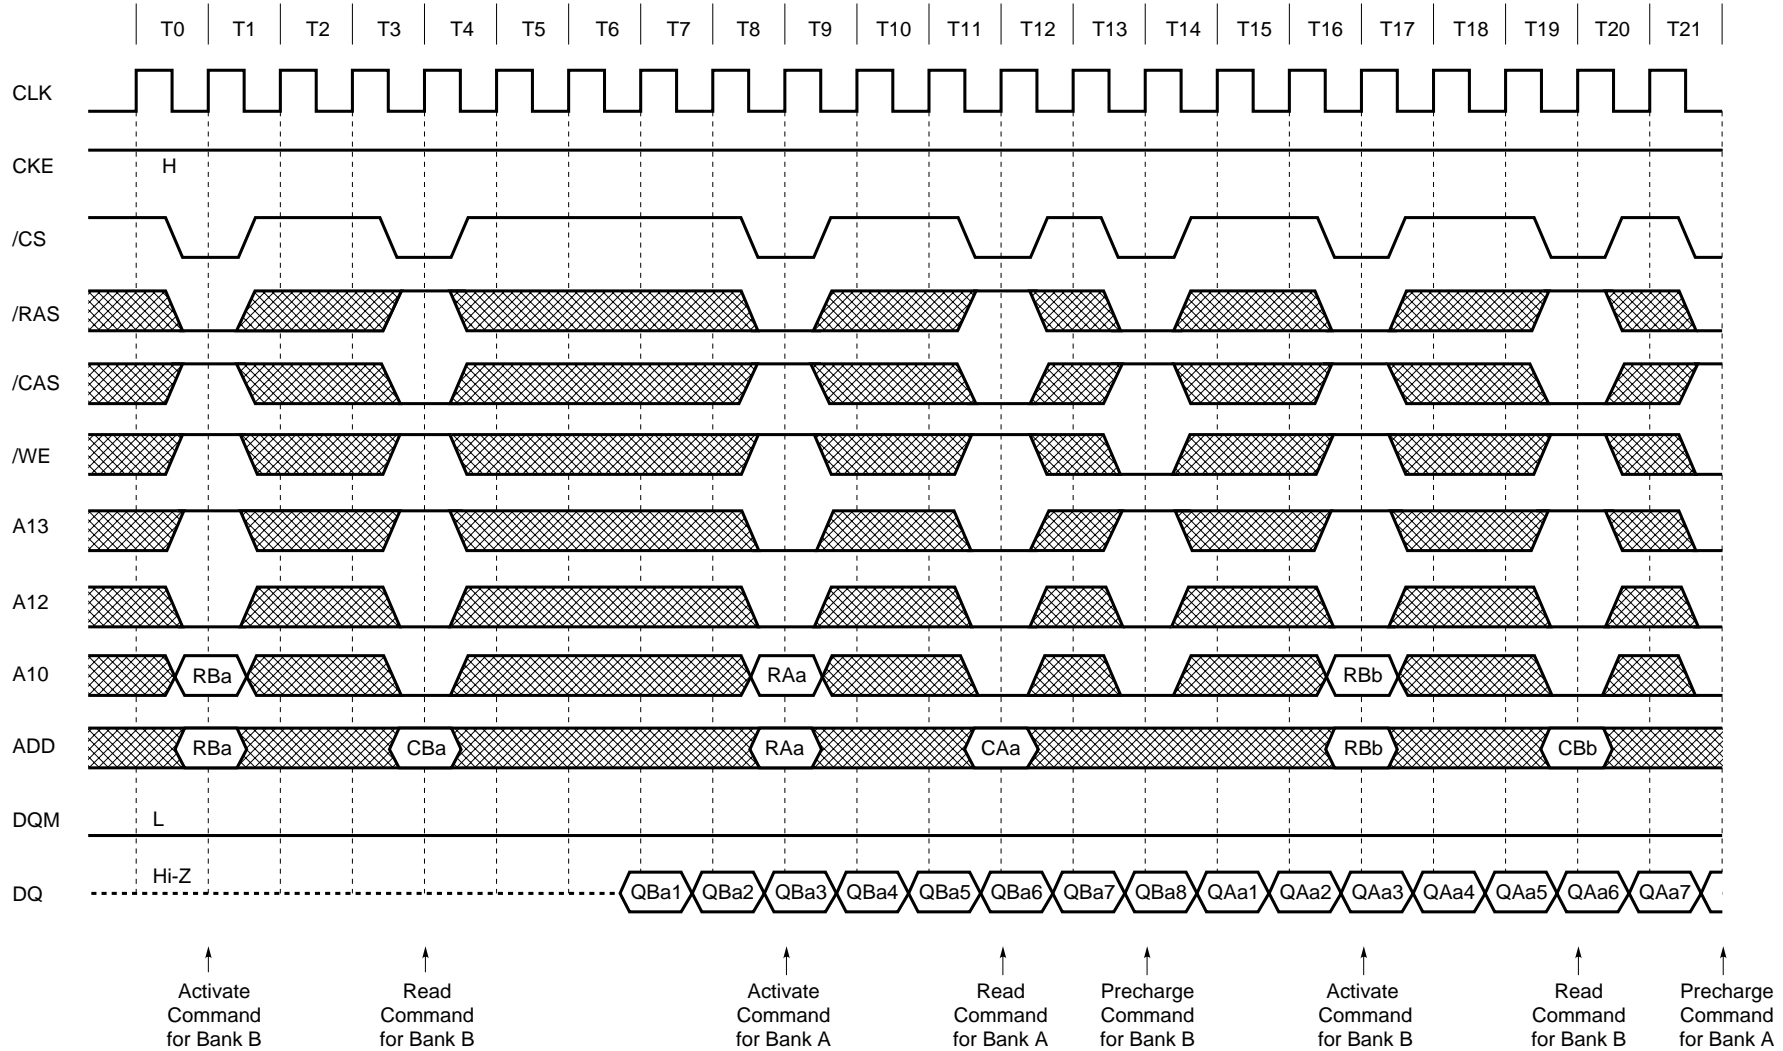 T0 T1 T2 T3 T4 T5 T6 T7 T8 T9 T10 T11 T12 T13 T14 T15 T16 T17 T18 T19 T20 T21
CLK
CKE H
/CS
/RAS
/CAS
/WE
A13
A12
A10 RBa RAa RBb
ADD RBa CBa RAa CAa RBb CBb
DQM L
DQ Hi-Z QBa1 QBa2 QBa3 QBa4 QBa5 QBa6 QBa7 QBa8 QAa1 QAa2 QAa3 QAa4 QAa5 QAa6 QAa7
Activate
Command
for Bank B
Read
Command
for Bank B
Activate
Command
for Bank A
Read
Command
for Bank A
Precharge
Command
for Bank B
Activate
Command
for Bank B
Read
Command
for Bank B
Precharge
Command
for Bank A